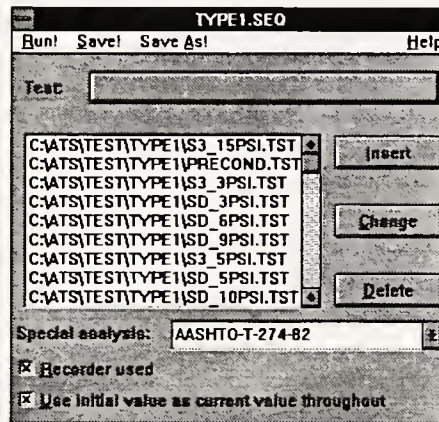 TYPE1.SEQ
Run! Save! Save As! Help
Test:
C:\ATS\TEST\TYPE1\S3_15PSI.TST
C:\ATS\TEST\TYPE1\PRECOND.TST
C:\ATS\TEST\TYPE1\S3_3PSI.TST
C:\ATS\TEST\TYPE1\SD_3PSI.TST
C:\ATS\TEST\TYPE1\SD_6PSI.TST
C:\ATS\TEST\TYPE1\SD_9PSI.TST
C:\ATS\TEST\TYPE1\S3_5PSI.TST
C:\ATS\TEST\TYPE1\SD_5PSI.TST
C:\ATS\TEST\TYPE1\SD_10PSI.TST
Insert
Change
Delete
Special analysis: AASHTO-T-274-82
Recorder used
Use initial value as current value throughout